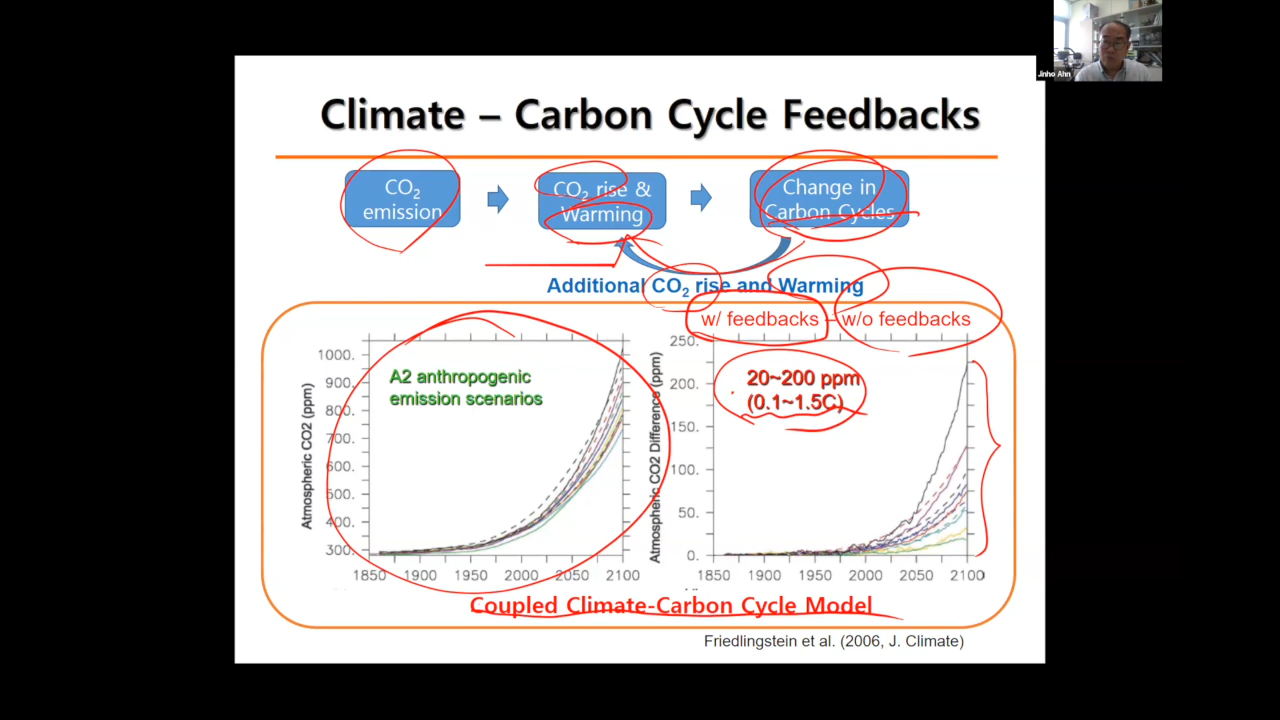 Jinho Ahn
Climate – Carbon Cycle Feedbacks
CO2
emission
CO2 rise &
Warming
Change in
Carbon Cycles
Additional CO2 rise and Warming
w/ feedbacks – w/o feedbacks
A2 anthropogenic
emission scenarios
Atmospheric CO2 (ppm)
1000.
900.
800.
700.
600.
500.
400.
300.
1850 1900 1950 2000 2050 2100
20~200 ppm
(0.1~1.5C)
Atmospheric CO2 Difference (ppm)
250.
200.
150.
100.
50.
0.
1850 1900 1950 2000 2050 2100
Coupled Climate-Carbon Cycle Model
Friedlingstein et al. (2006, J. Climate)